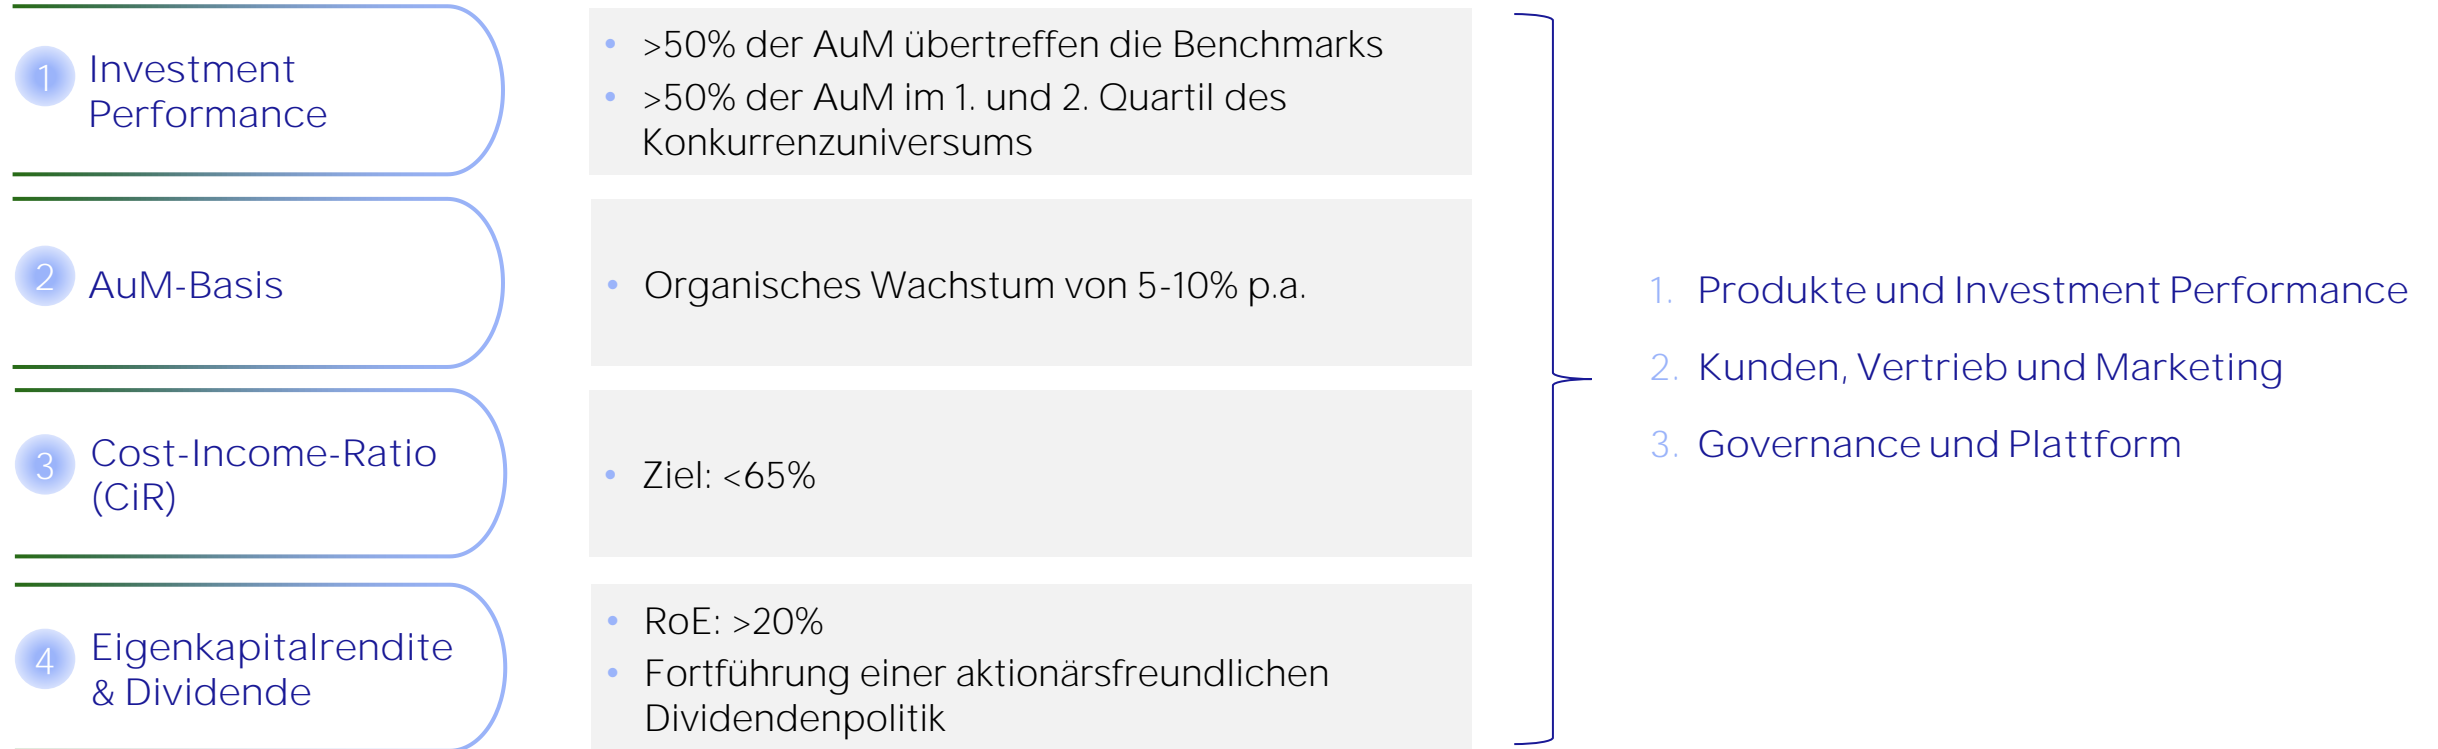 1
Investment
Performance
• >50% der AuM übertreffen die Benchmarks
• >50% der AuM im 1. und 2. Quartil des
Konkurrenzuniversums
2
AuM-Basis
• Organisches Wachstum von 5-10% p.a.
3
Cost-Income-Ratio
(CiR)
• Ziel: <65%
4
Eigenkapitalrendite
& Dividende
• RoE: >20%
• Fortführung einer aktionärsfreundlichen
Dividendenpolitik
1. Produkte und Investment Performance
2. Kunden, Vertrieb und Marketing
3. Governance und Plattform